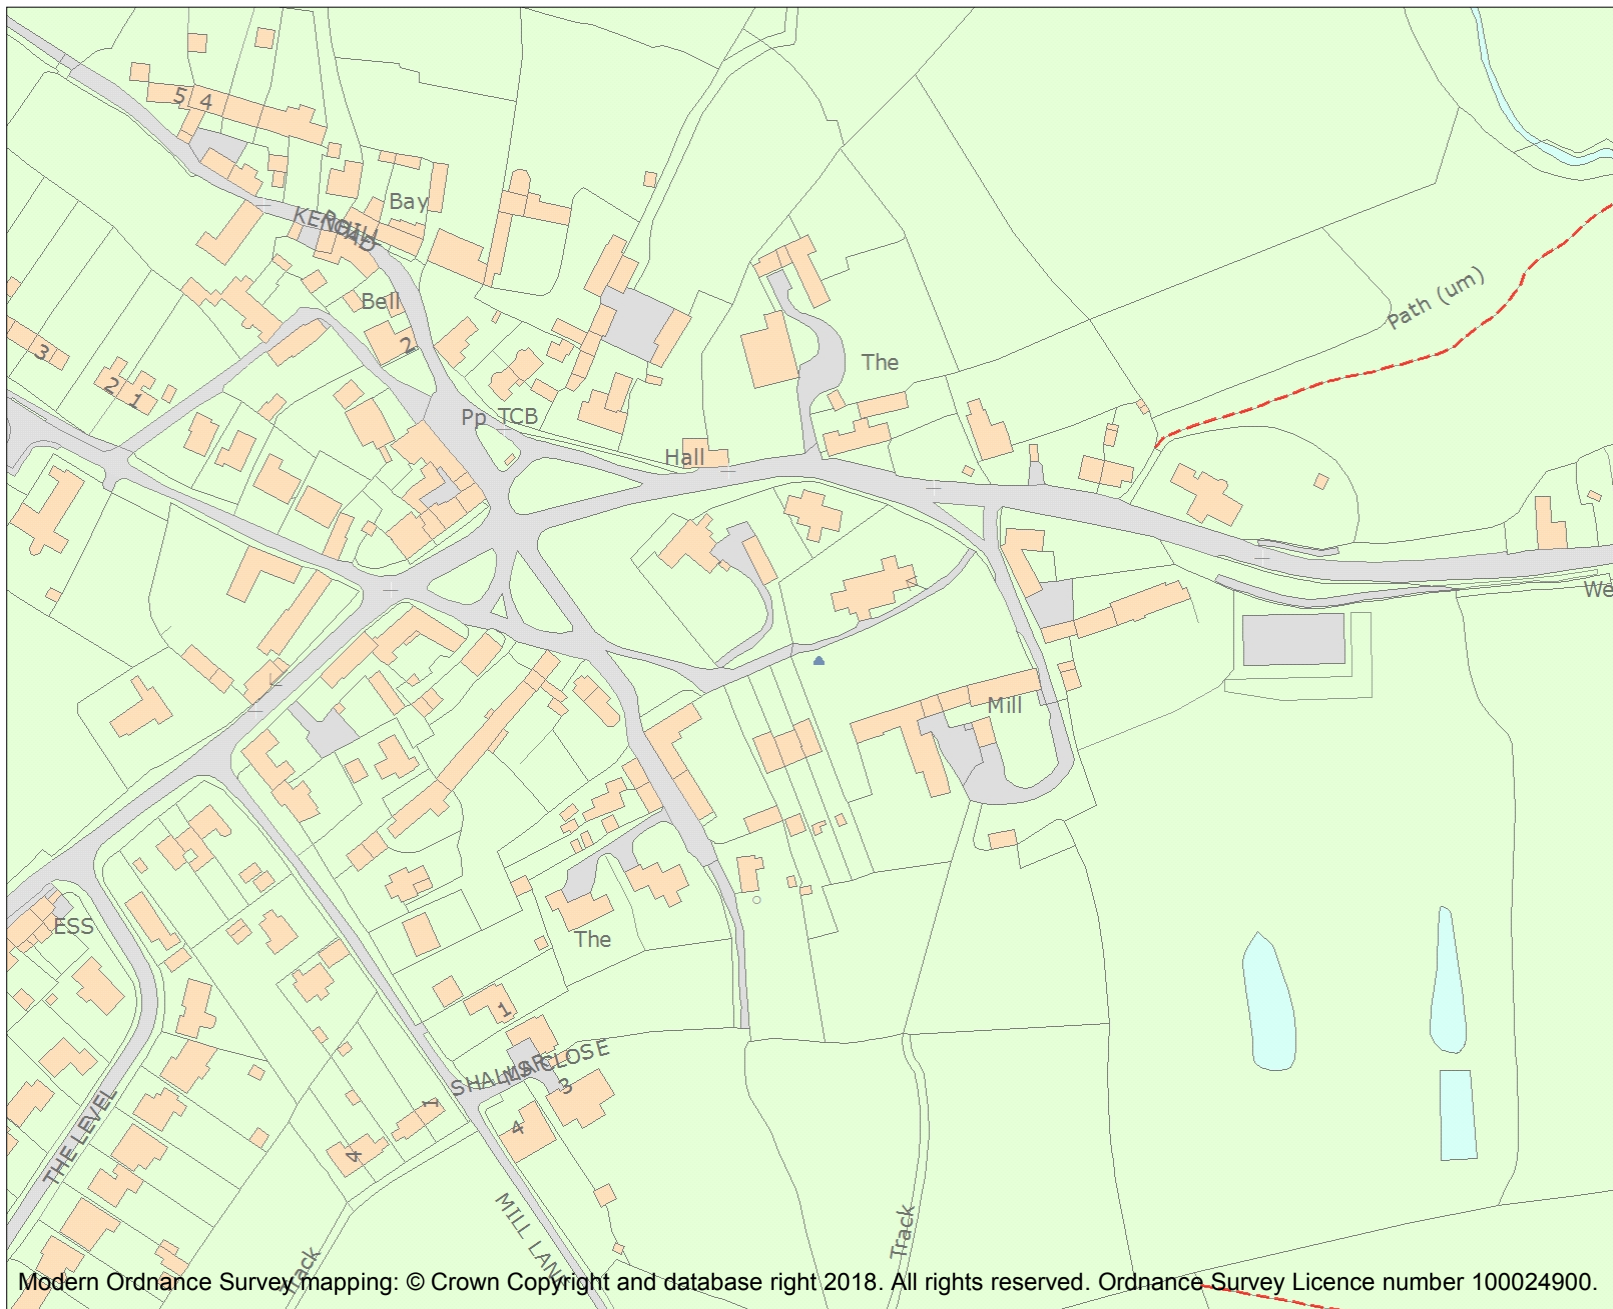 5 4
Bay
KENT
ROAD
Bell
2
3
2
1
The
Path (um)
Pp TCB
Hall
We
Mill
ESS
The
1
SHALMSR CLOSE
3
1
4
4
THE LEVEL
MILL LANE
Track
Track
Modern Ordnance Survey mapping: © Crown Copyright and database right 2018. All rights reserved. Ordnance Survey Licence number 100024900.